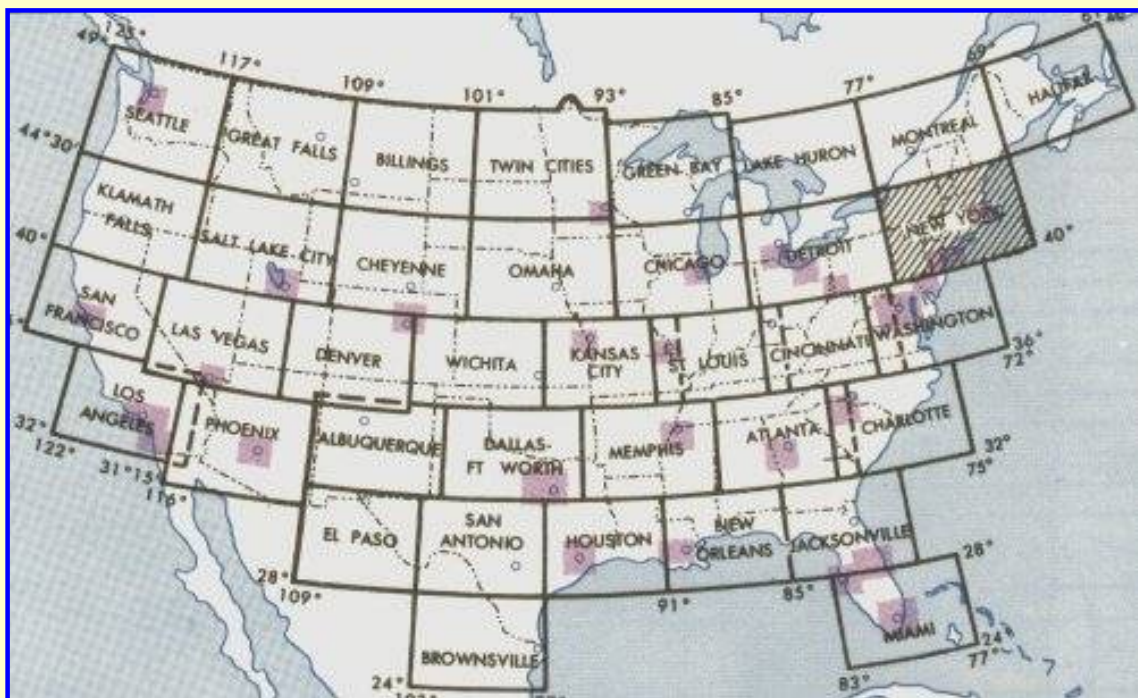 49° 125°
117°
109°
101°
93°
85°
77°
69°
SEATTLE
GREAT FALLS
BILLINGS
TWIN CITIES
GREEN BAY
LAKE HURON
MONTREAL
HALIFAX
44° 30'
KLAMATH
FALLS
SALT LAKE CITY
CHEYENNE
OMAHA
CHICAGO
DETROIT
NEW YORK
40°
40°
SAN
FRANCISCO
LAS VEGAS
DENVER
WICHITA
KANSAS
CITY
ST LOUIS
CINCINNATI
WASHINGTON
36°
72°
LOS
ANGELES
PHOENIX
ALBUQUERQUE
DALLAS-
FT WORTH
MEMPHIS
ATLANTA
CHARLOTTE
32°
122°
31° 15'
116°
32°
75°
EL PASO
SAN
ANTONIO
HOUSTON
NEW
ORLEANS
JACKSONVILLE
28°
109°
91°
85°
28°
BROWNSVILLE
MIAMI
24°
24°
77°
83°